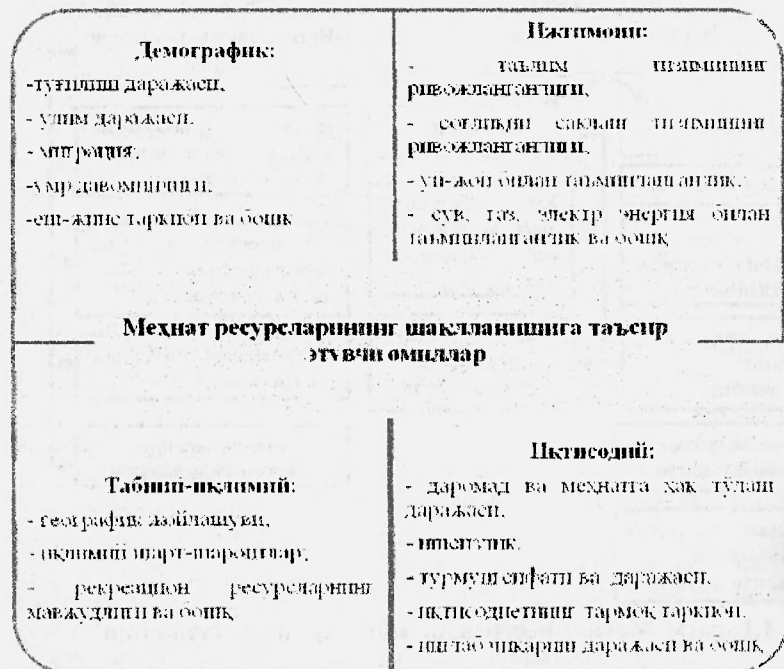 Демографик:
-туғилиш даражаси,
- ўлим даражаси,
- миграция,
-умр давомийлиги,
-ёш-жинс таркиби ва бошқ
Ижтимоий:
- таълим тизимининг
ривожланганлиги,
- соғлиқни сақлаш тизимининг
ривожланганлиги,
- уй-жой билан таъминланганлик,
- сув, газ, электр энергия билан
таъминланганлик ва бошқ
Меҳнат ресурсларининг шаклланишига таъсир
этувчи омиллар
Табиий-иқлимий:
- географик жойлашуви,
- иқлимий шарт-шароитлар,
- рекреацион ресурсларнинг
мавжудлиги ва бошқ
Иқтисодий:
- даромад ва меҳнатга ҳақ тўлаш
даражаси,
- ишсизлик,
- турмуш сифати ва даражаси,
- иқтисодиётнинг тармоқ таркиби,
- ишлаб чиқариш даражаси ва бошқ